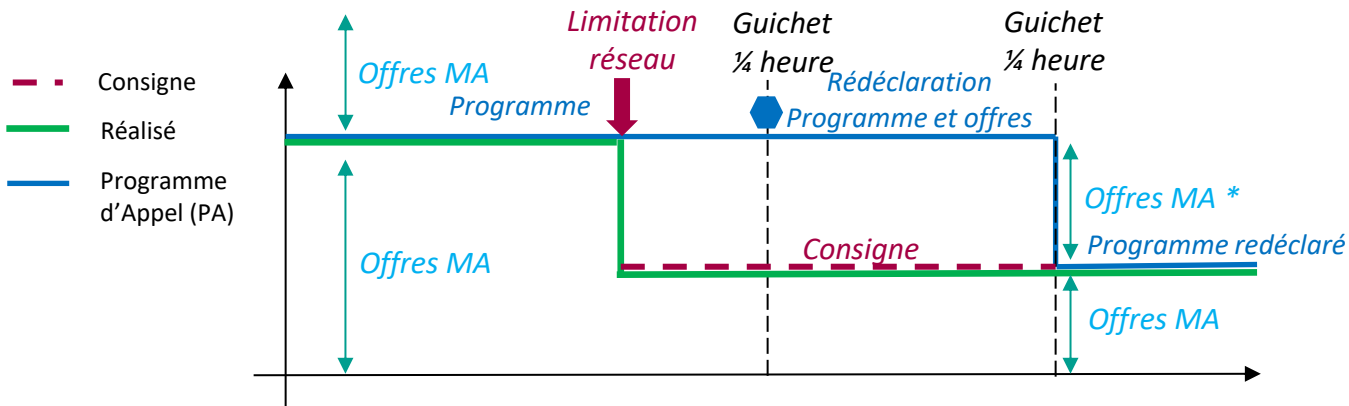 Consigne
Réalisé
Programme
d'Appel (PA)
Offres MA
Offres MA
Programme
Limitation
réseau
Guichet
¼ heure
Rédéclaration
Programme et offres
Guichet
¼ heure
Consigne
Offres MA *
Programme redéclaré
Offres MA